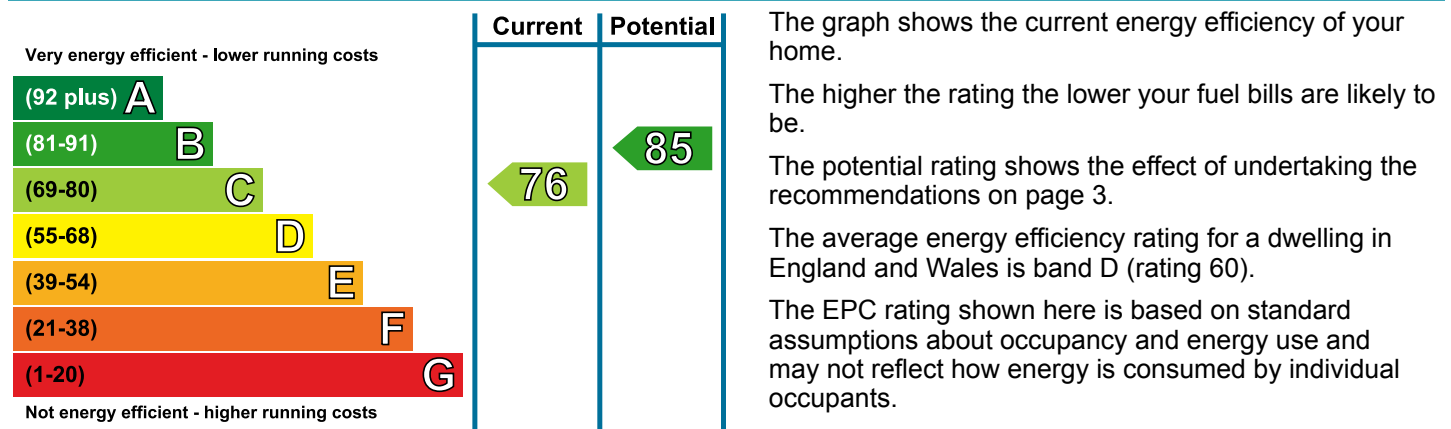 Current Potential
Very energy efficient - lower running costs
(92 plus) A
(81-91) B
(69-80) C
(55-68) D
(39-54) E
(21-38) F
(1-20) G
Not energy efficient - higher running costs
76
85
The graph shows the current energy efficiency of your
home.
The higher the rating the lower your fuel bills are likely to
be.
The potential rating shows the effect of undertaking the
recommendations on page 3.
The average energy efficiency rating for a dwelling in
England and Wales is band D (rating 60).
The EPC rating shown here is based on standard
assumptions about occupancy and energy use and
may not reflect how energy is consumed by individual
occupants.